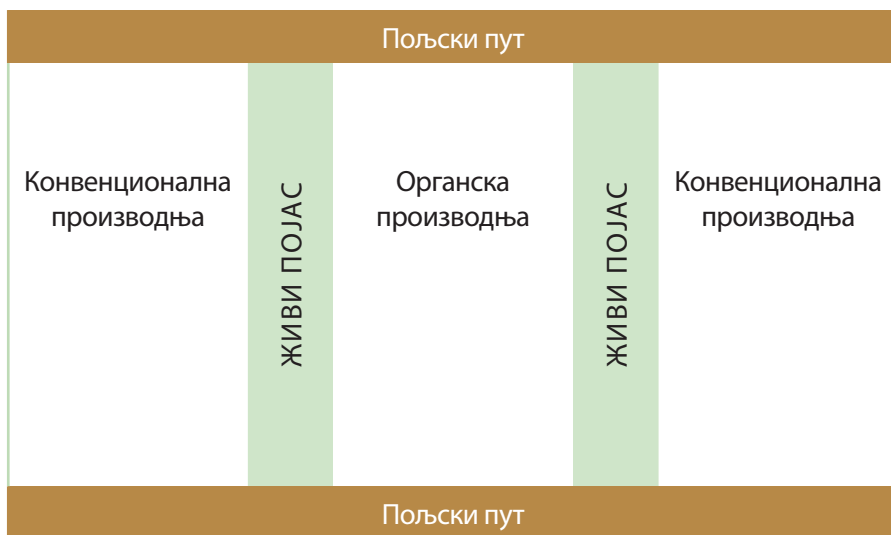 Пољски пут
Конвенционална
производња
ЖИВИ ПОЈАС
Органска
производња
ЖИВИ ПОЈАС
Конвенционална
производња
Пољски пут